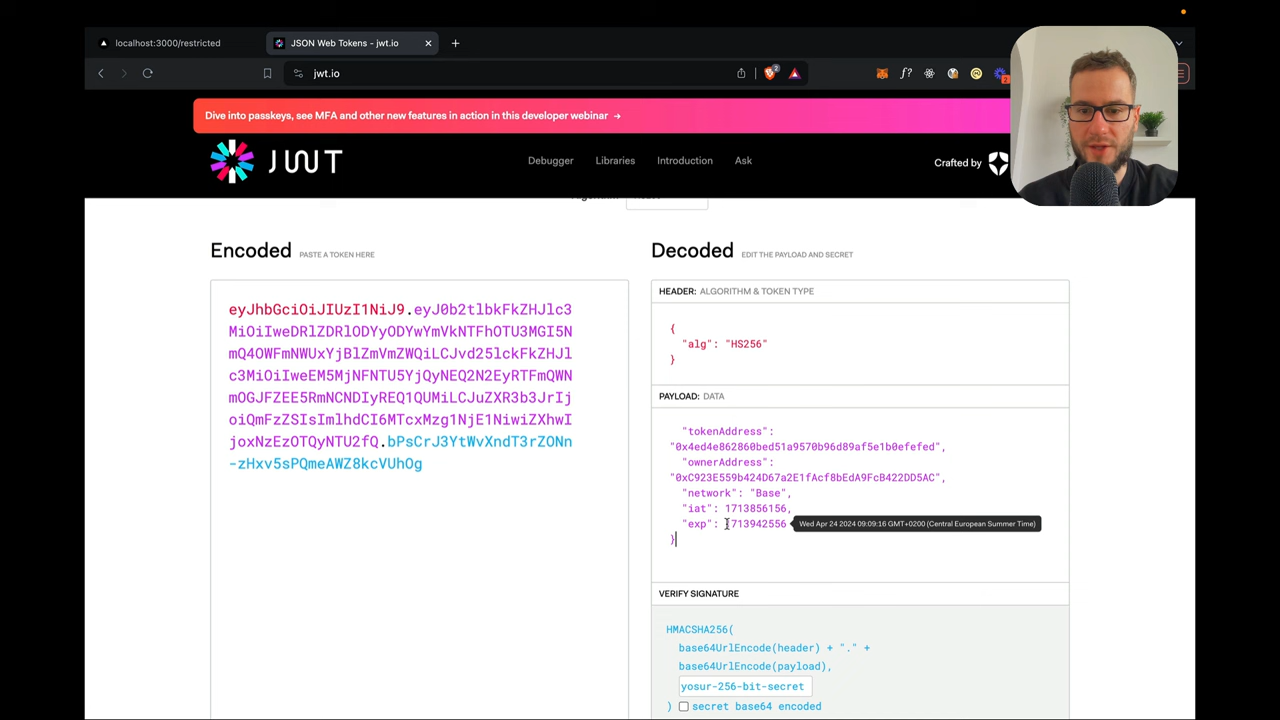 localhost:3000/restricted
JSON Web Tokens - jwt.io
jwt.io
Dive into passkeys, see MFA and other new features in action in this developer webinar →
JWT
Debugger
Libraries
Introduction
Ask
Crafted by
Encoded PASTE A TOKEN HERE
eyJhbGciOiJIUzI1NiJ9.eyJ0b2tlbkFkZHJlc3
MiOiIweDRlZDRlODYyODYwYmVkNTFhOTU3MGI5N
mQ4OWFmNWUxYjBlZmVmZWQiLCJvd25lckFkZHJl
c3MiOiIweEM5MjNFNTU5YjQyNEQ2N2EyRTFmQWN
mOGJFZEE5RmNCNDIyREQ1QUMiLCJuZXR3b3JrIj
oiQmFzZSIsImlhdCI6MTcxMzg1NjE1NiwiZXhwI
joxNzEzOTQyNTU2fQ.bPsCrJ3YtWvXndT3rZONn
-zHxv5sPQmeAWZ8kcVUhOg
Decoded EDIT THE PAYLOAD AND SECRET
HEADER: ALGORITHM & TOKEN TYPE
{
"alg": "HS256"
}
PAYLOAD: DATA
"tokenAddress":
"0x4ed4e862860bed51a9570b96d89af5e1b0efefed",
"ownerAddress":
"0xC923E559b424D67a2E1fAcf8bEdA9FcB422DD5AC",
"network": "Base",
"iat": 1713856156,
"exp": 1713942556
Wed Apr 24 2024 09:09:16 GMT+0200 (Central European Summer Time)
}
VERIFY SIGNATURE
HMACSHA256(
base64UrlEncode(header) + "." +
base64UrlEncode(payload),
yosur-256-bit-secret
) secret base64 encoded